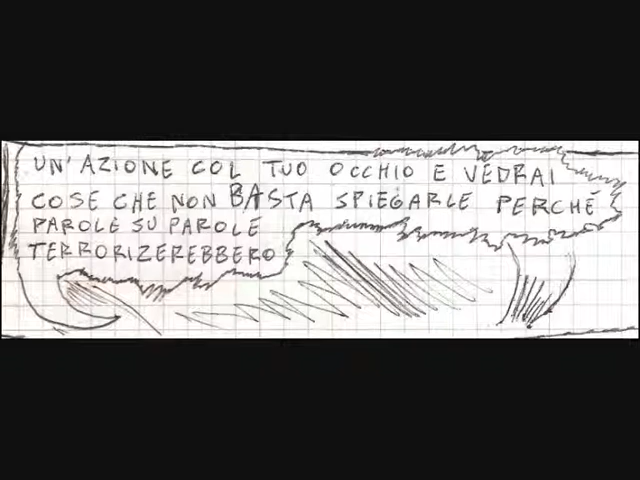 UN'AZIONE COL TUO OCCHIO E VEDRAI
COSE CHE NON BASTA SPIEGARLE PERCHÉ
PAROLE SU PAROLE
TERRORIZEREBBERO